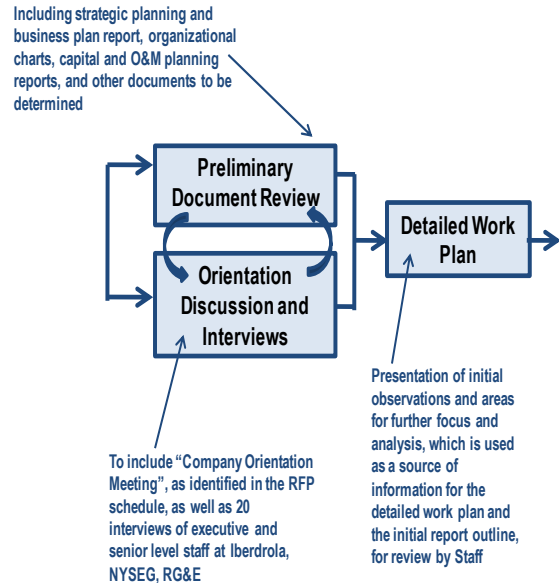 Including strategic planning and
business plan report, organizational
charts, capital and O&M planning
reports, and other documents to be
determined
Preliminary
Document Review
Orientation
Discussion and
Interviews
Detailed Work
Plan
To include “Company Orientation
Meeting”, as identified in the RFP
schedule, as well as 20
interviews of executive and
senior level staff at Iberdrola,
NYSEG, RG&E
Presentation of initial
observations and areas
for further focus and
analysis, which is used
as a source of
information for the
detailed work plan and
the initial report outline,
for review by Staff